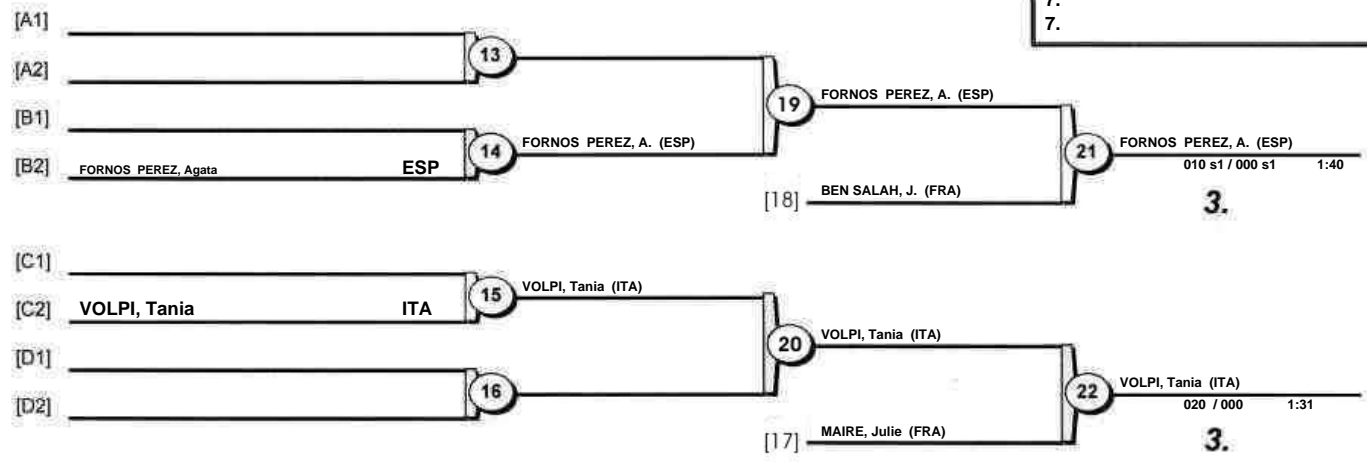 7.
7.
[A1]
13
[A2]
FORNOS PEREZ, A. (ESP)
19
[B1]
FORNOS PEREZ, A. (ESP)
14
FORNOS PEREZ, A. (ESP)
21
[B2] FORNOS PEREZ, Agata ESP
010 s1 / 000 s1 1:40
[18] BEN SALAH, J. (FRA)
3.
[C1]
VOLPI, Tania (ITA)
15
[C2] VOLPI, Tania ITA
VOLPI, Tania (ITA)
20
[D1]
VOLPI, Tania (ITA)
16
22
020 / 000 1:31
[D2]
[17] MAIRE, Julie (FRA)
3.